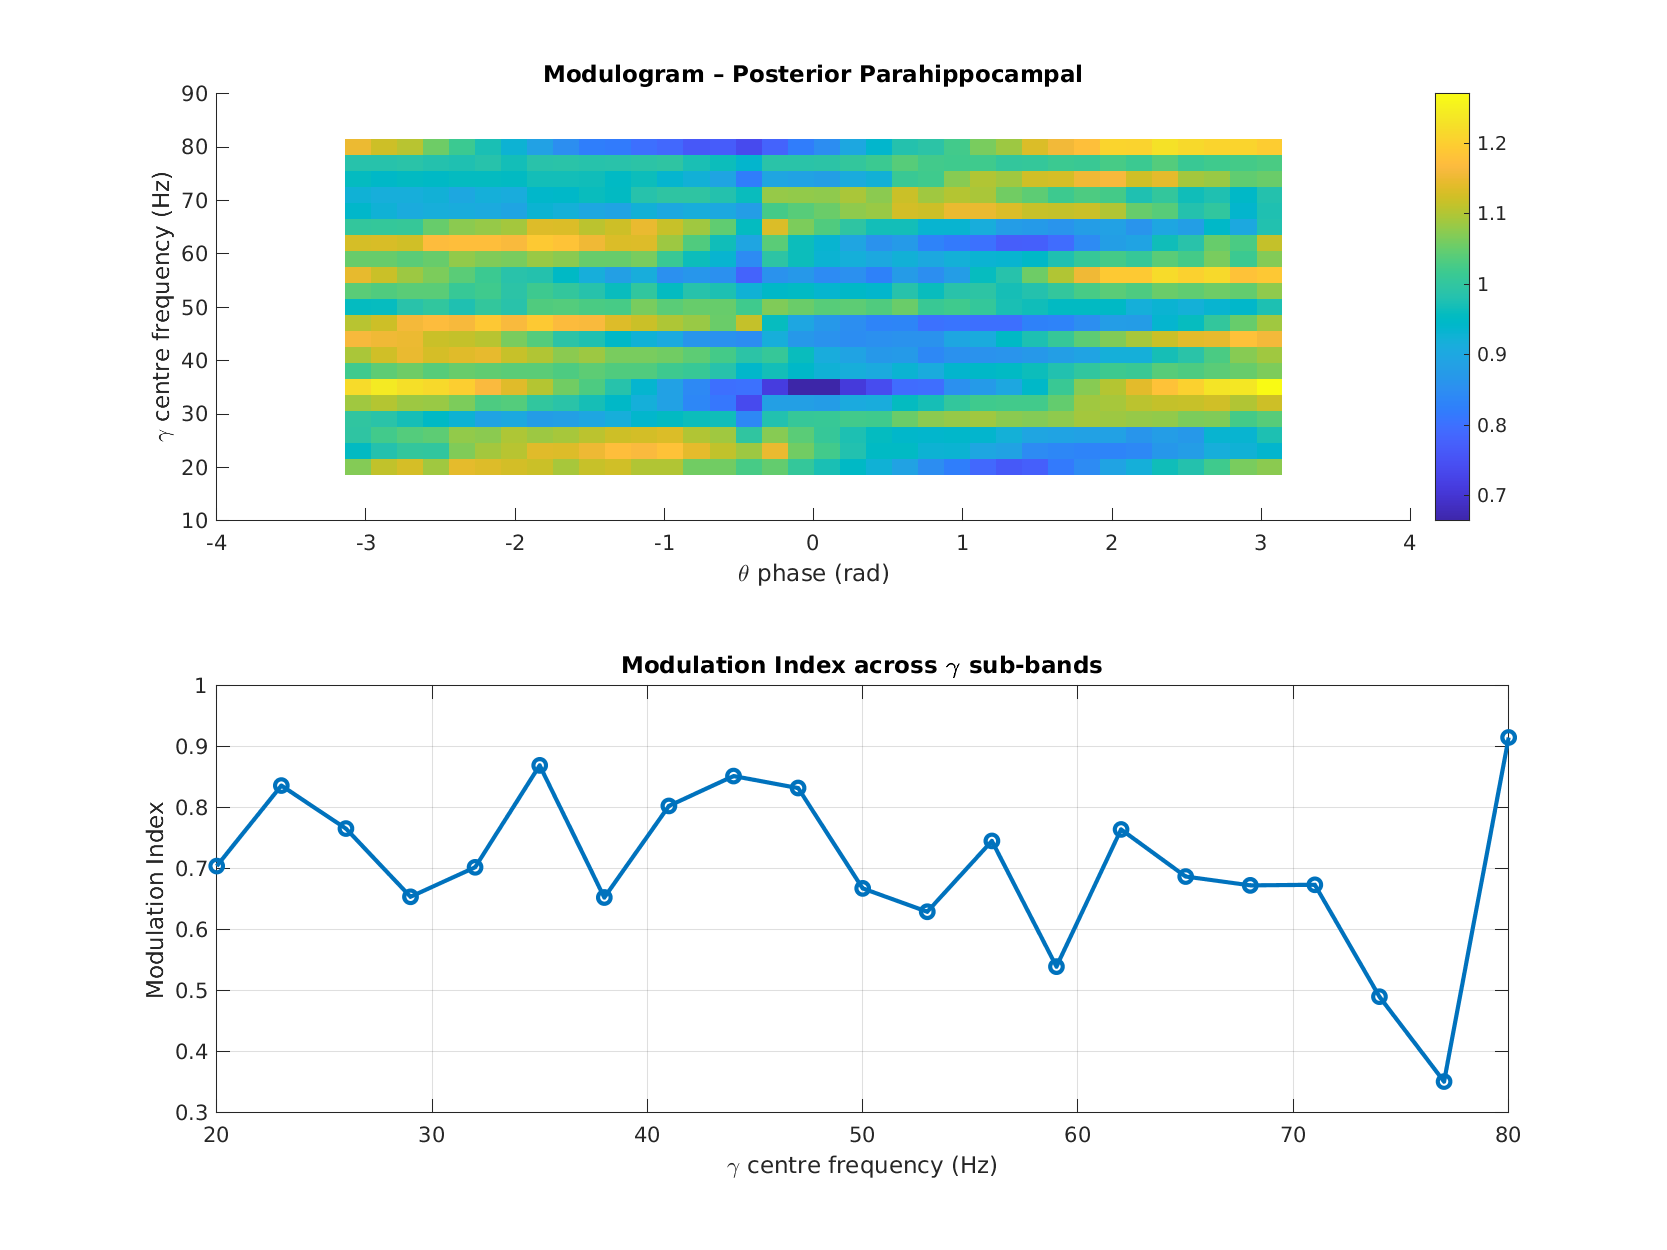 Modulogram – Posterior Parahippocampal
γ centre frequency (Hz)
90
80
70
60
50
40
30
20
10
-4 -3 -2 -1 0 1 2 3 4
θ phase (rad)
1.2
1.1
1
0.9
0.8
0.7
Modulation Index across γ sub-bands
Modulation Index
1
0.9
0.8
0.7
0.6
0.5
0.4
0.3
20 30 40 50 60 70 80
γ centre frequency (Hz)